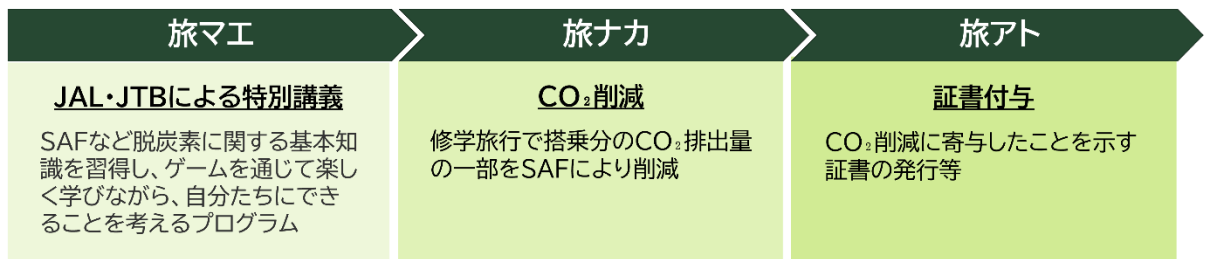 旅マエ
旅ナカ
旅アト
JAL・JTBによる特別講義
SAFなど脱炭素に関する基本知
識を習得し、ゲームを通じて楽し
く学びながら、自分たちにでき
ることを考えるプログラム
CO₂削減
修学旅行で搭乗分のCO₂排出量
の一部をSAFにより削減
証書付与
CO₂削減に寄与したことを示す
証書の発行等